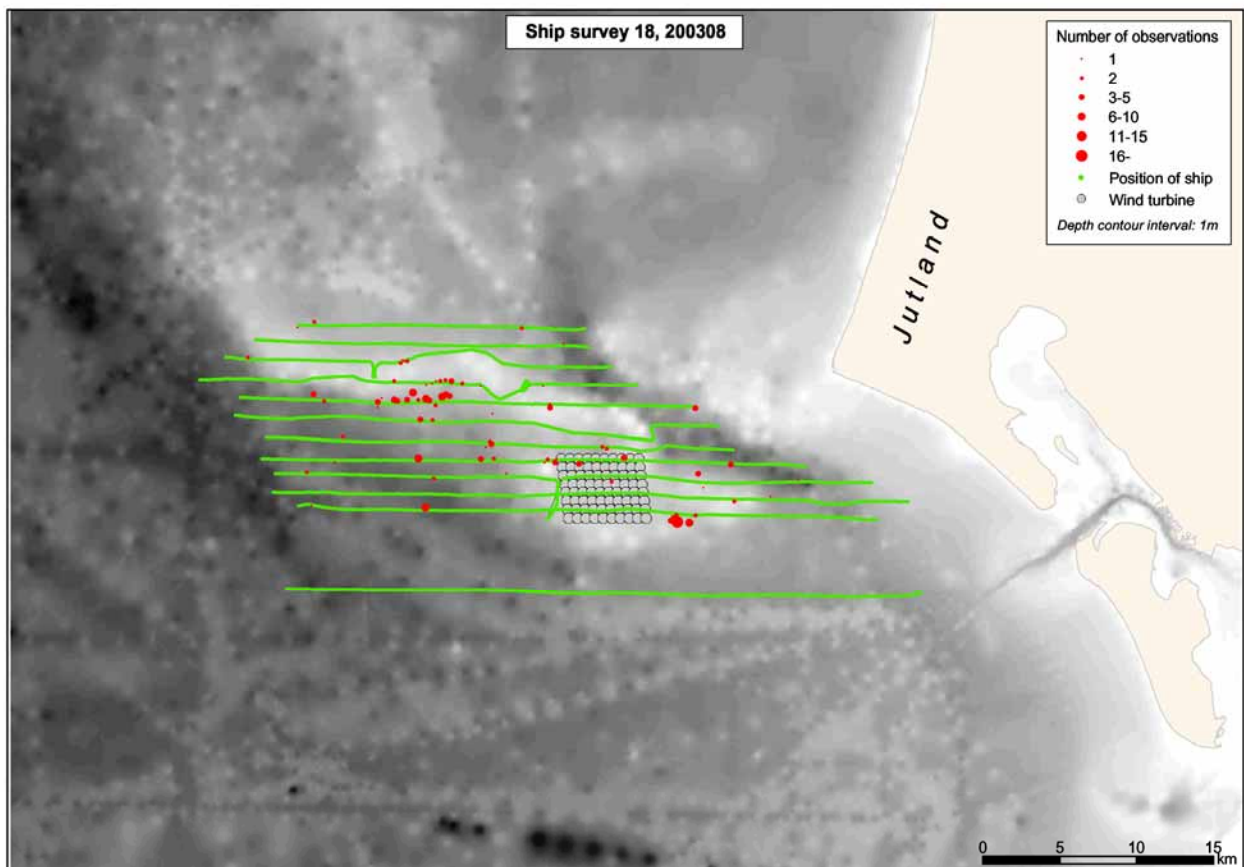 Ship survey 18, 200308
Number of observations
1
2
3-5
6-10
11-15
16-
Position of ship
Wind turbine
Depth contour interval: 1m
Jutland
0 5 10 15
km